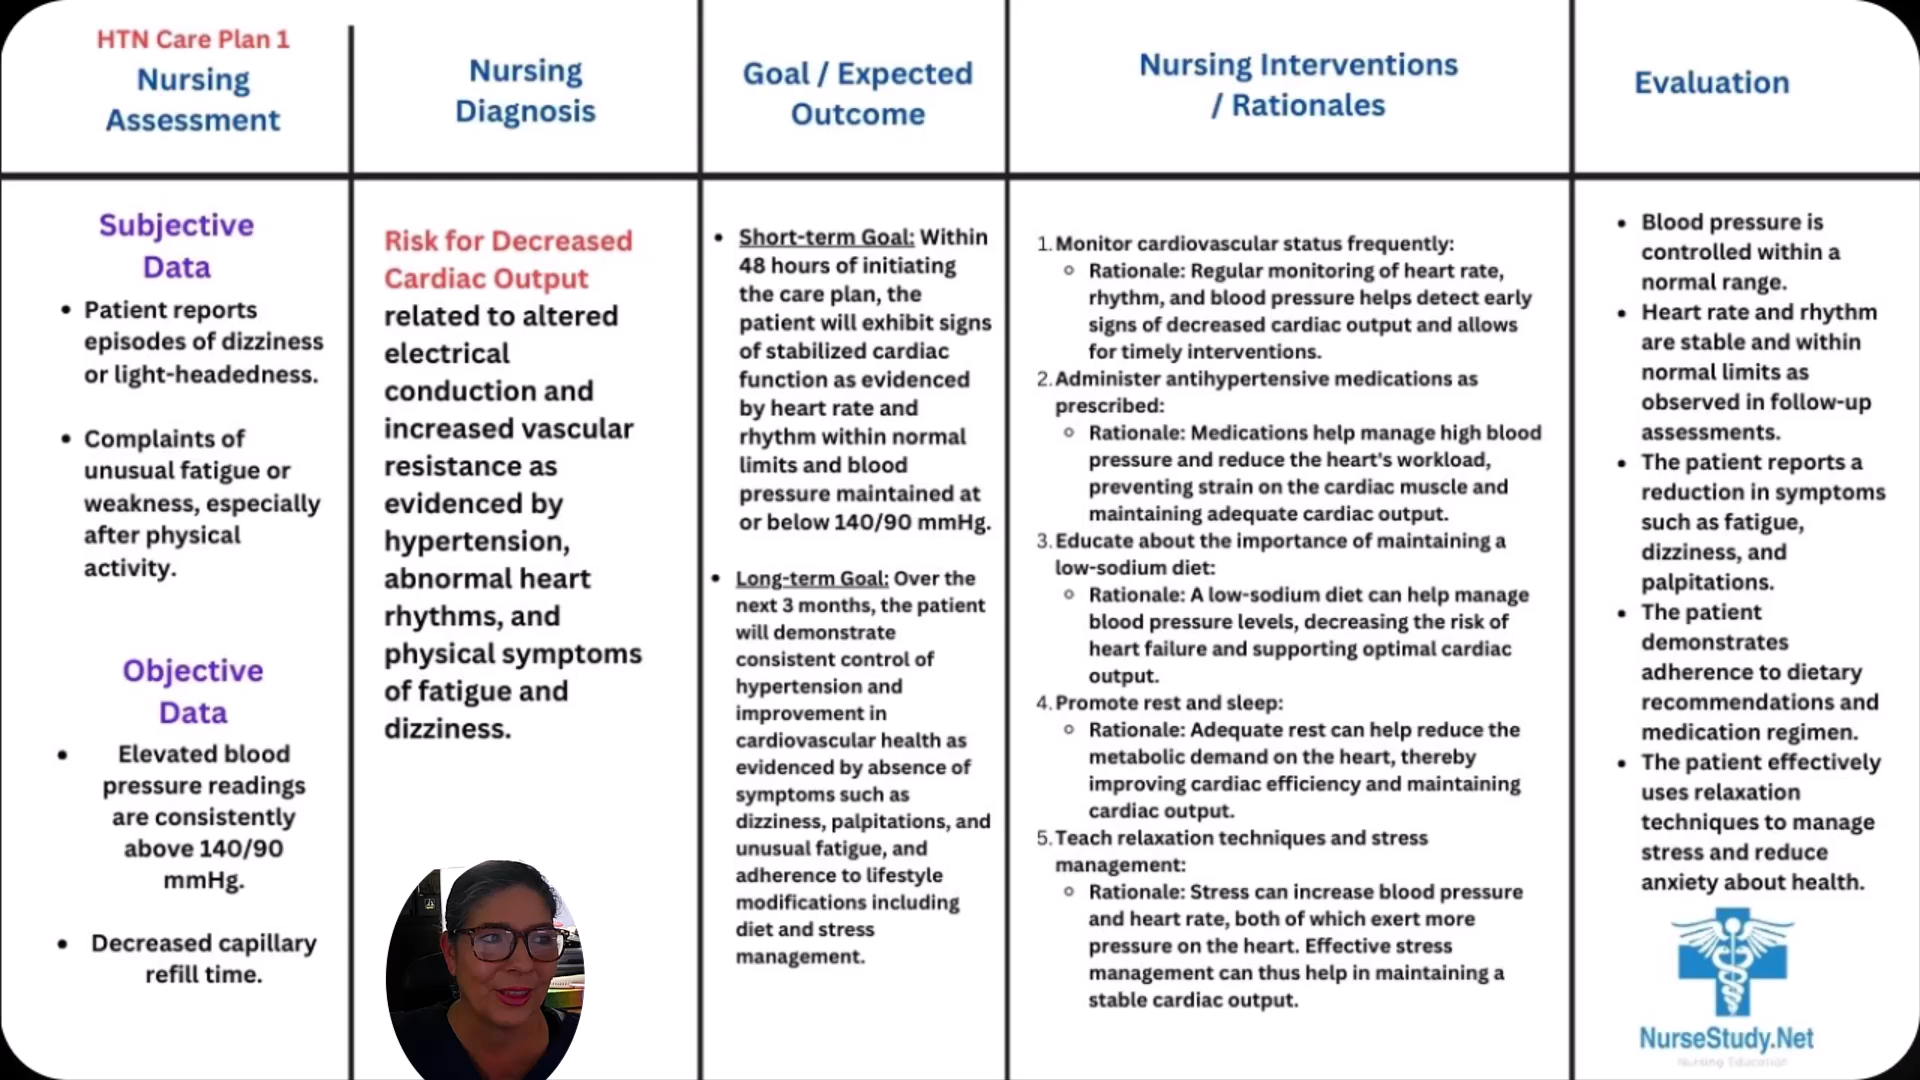 HTN Care Plan 1
Nursing
Assessment
Nursing
Diagnosis
Goal / Expected
Outcome
Nursing Interventions
/ Rationales
Evaluation
Subjective
Data
• Patient reports
episodes of dizziness
or light-headedness.
• Complaints of
unusual fatigue or
weakness, especially
after physical
activity.
Objective
Data
• Elevated blood
pressure readings
are consistently
above 140/90
mmHg.
• Decreased capillary
refill time.
Risk for Decreased
Cardiac Output
related to altered
electrical
conduction and
increased vascular
resistance as
evidenced by
hypertension,
abnormal heart
rhythms, and
physical symptoms
of fatigue and
dizziness.
• Short-term Goal: Within
48 hours of initiating
the care plan, the
patient will exhibit signs
of stabilized cardiac
function as evidenced
by heart rate and
rhythm within normal
limits and blood
pressure maintained at
or below 140/90 mmHg.
• Long-term Goal: Over the
next 3 months, the patient
will demonstrate
consistent control of
hypertension and
improvement in
cardiovascular health as
evidenced by absence of
symptoms such as
dizziness, palpitations, and
unusual fatigue, and
adherence to lifestyle
modifications including
diet and stress
management.
1. Monitor cardiovascular status frequently:
Rationale: Regular monitoring of heart rate,
rhythm, and blood pressure helps detect early
signs of decreased cardiac output and allows
for timely interventions.
2. Administer antihypertensive medications as
prescribed:
Rationale: Medications help manage high blood
pressure and reduce the heart's workload,
preventing strain on the cardiac muscle and
maintaining adequate cardiac output.
3. Educate about the importance of maintaining a
low-sodium diet:
Rationale: A low-sodium diet can help manage
blood pressure levels, decreasing the risk of
heart failure and supporting optimal cardiac
output.
4. Promote rest and sleep:
Rationale: Adequate rest can help reduce the
metabolic demand on the heart, thereby
improving cardiac efficiency and maintaining
cardiac output.
5. Teach relaxation techniques and stress
management:
Rationale: Stress can increase blood pressure
and heart rate, both of which exert more
pressure on the heart. Effective stress
management can thus help in maintaining a
stable cardiac output.
• Blood pressure is
controlled within a
normal range.
• Heart rate and rhythm
are stable and within
normal limits as
observed in follow-up
assessments.
• The patient reports a
reduction in symptoms
such as fatigue,
dizziness, and
palpitations.
• The patient
demonstrates
adherence to dietary
recommendations and
medication regimen.
• The patient effectively
uses relaxation
techniques to manage
stress and reduce
anxiety about health.
NurseStudy.Net
Nursing Education